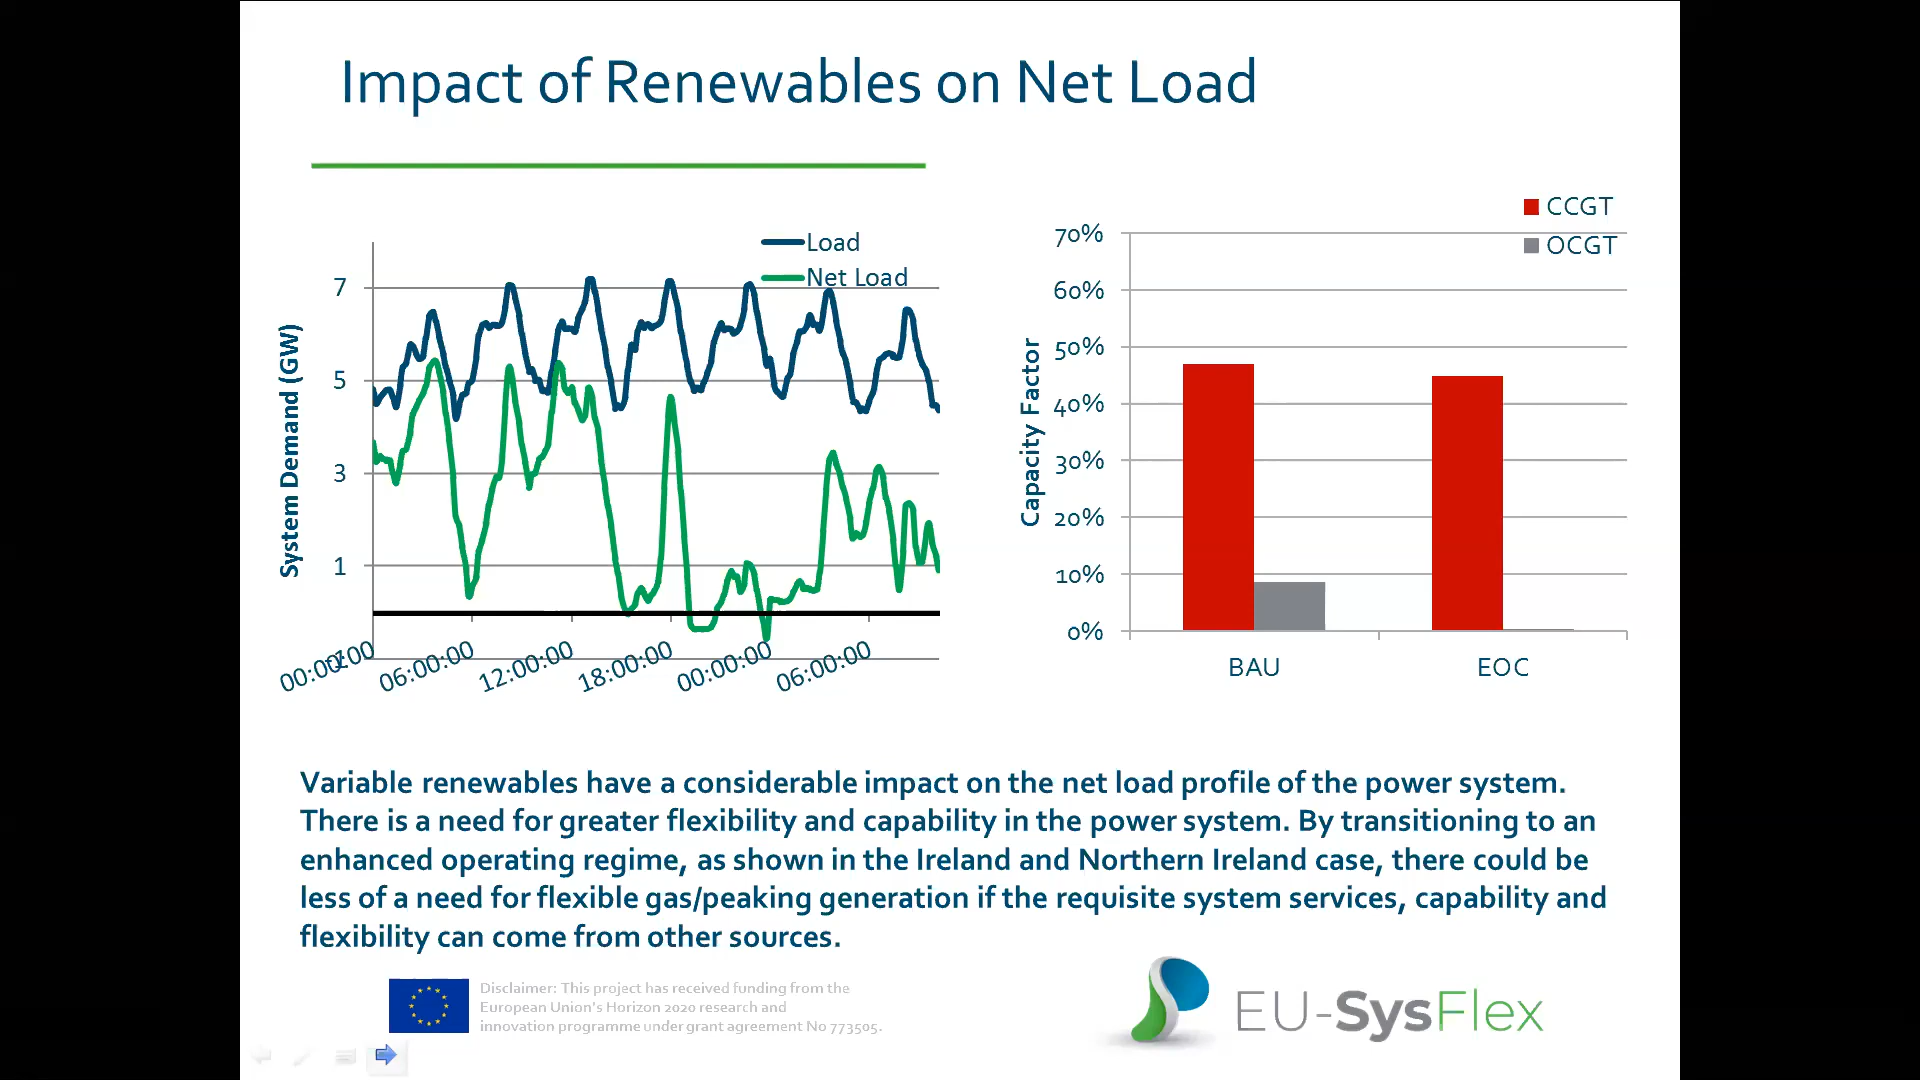 Impact of Renewables on Net Load
Load
Net Load
System Demand (GW)
7
5
3
1
-1
00:00:00
06:00:00
12:00:00
18:00:00
00:00:00
06:00:00
CCGT
OCGT
Capacity Factor
70%
60%
50%
40%
30%
20%
10%
0%
BAU
EOC
Variable renewables have a considerable impact on the net load profile of the power system.
There is a need for greater flexibility and capability in the power system. By transitioning to an
enhanced operating regime, as shown in the Ireland and Northern Ireland case, there could be
less of a need for flexible gas/peaking generation if the requisite system services, capability and
flexibility can come from other sources.
Disclaimer: This project has received funding from the
European Union's Horizon 2020 research and
innovation programme under grant agreement No 773505.
EU-SysFlex